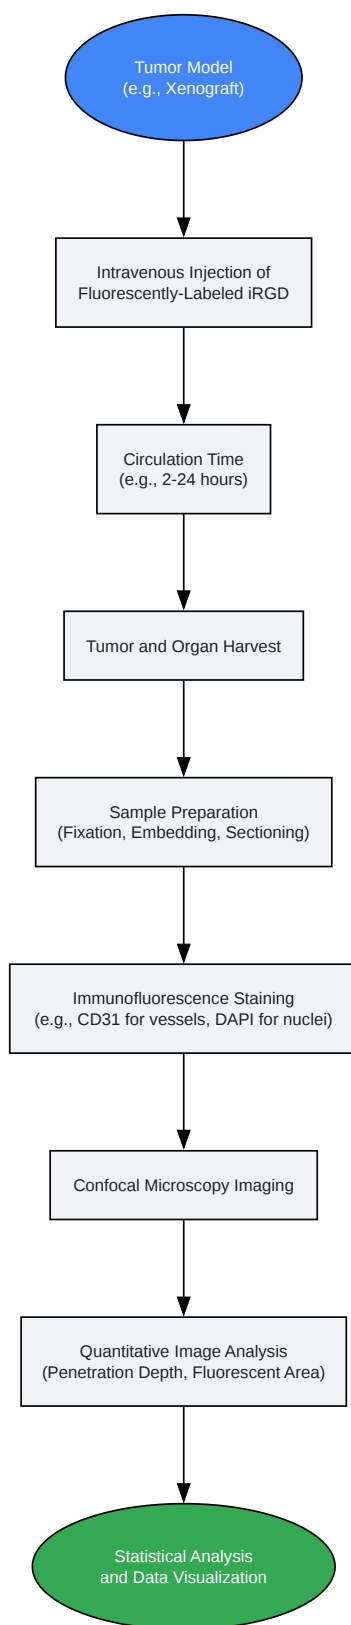 Tumor Model
(e.g., Xenograft)
Intravenous Injection of
Fluorescently-Labeled iRGD
Circulation Time
(e.g., 2-24 hours)
Tumor and Organ Harvest
Sample Preparation
(Fixation, Embedding, Sectioning)
Immunofluorescence Staining
(e.g., CD31 for vessels, DAPI for nuclei)
Confocal Microscopy Imaging
Quantitative Image Analysis
(Penetration Depth, Fluorescent Area)
Statistical Analysis
and Data Visualization